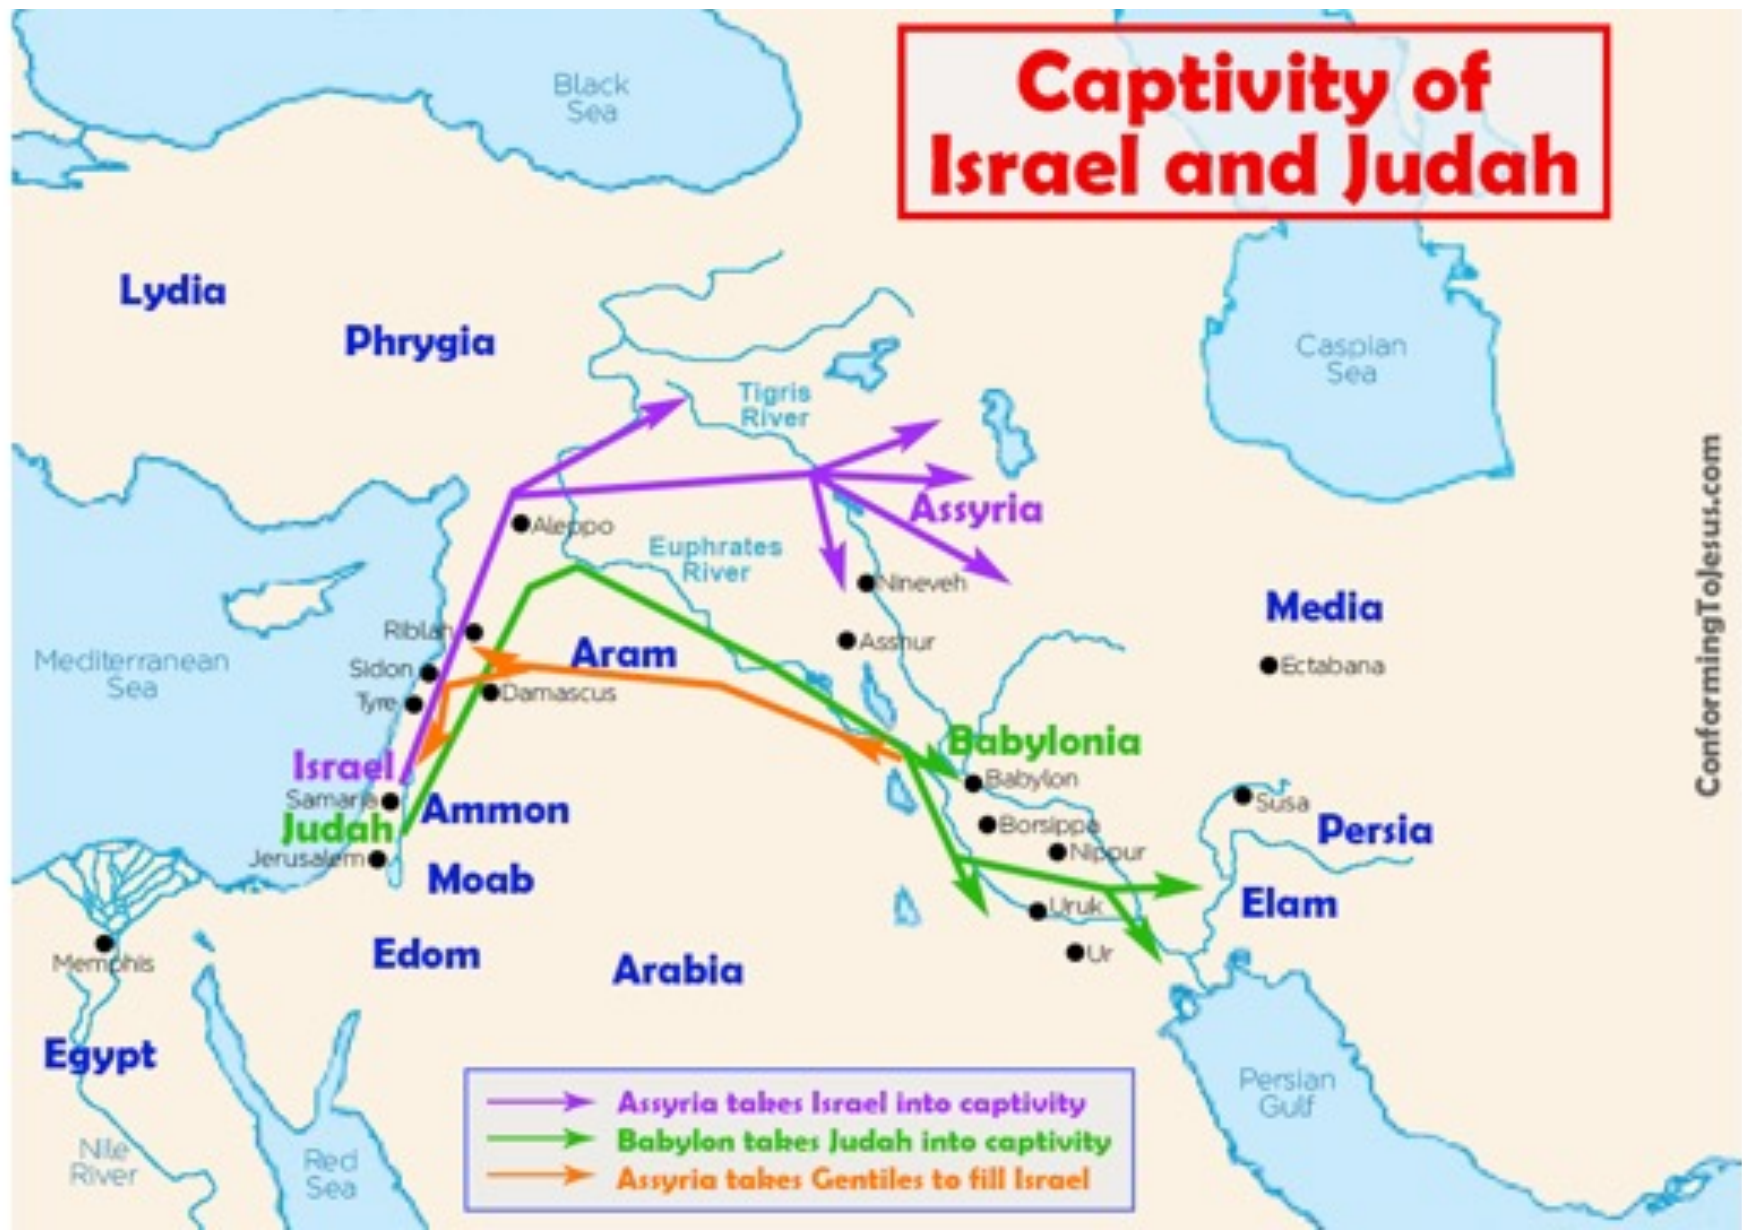 Captivity of
Israel and Judah
Black
Sea
Lydia
Phrygia
Caspian
Sea
Tigris
River
Assyria
Aleppo
Euphrates
River
Nineveh
Media
Riblah
Asshur
Aram
Mediterranean
Sea
Sidon
Ectabana
Tyre
Damascus
Babylonia
Israel
Babylon
Samaria
Ammon
Susa
Judah
Borsippa
Persia
Jerusalem
Nippur
Moab
Elam
Uruk
Memphis
Edom
Ur
Arabia
Egypt
Persian
Gulf
Nile
River
Red
Sea
Assyria takes Israel into captivity
Babylon takes Judah into captivity
Assyria takes Gentiles to fill Israel
ConformingToJesus.com